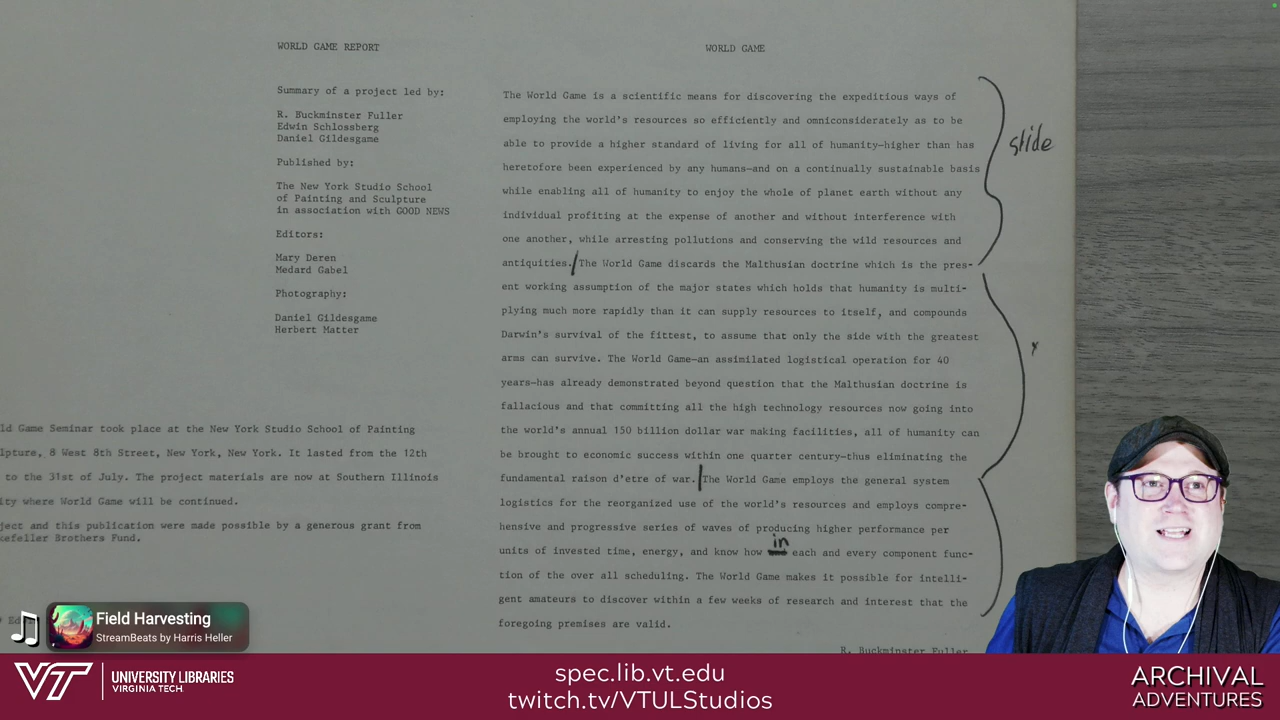 WORLD GAME REPORT
Summary of a project led by:
R. Buckminster Fuller
Edwin Schlossberg
Daniel Gildesgame
Published by:
The New York Studio School
of Painting and Sculpture
in association with GOOD NEWS
Editors:
Mary Deren
Medard Gabel
Photography:
Daniel Gildesgame
Herbert Matter
ld Game Seminar took place at the New York Studio School of Painting
lpture, 8 West 8th Street, New York, New York. It lasted from the 12th
to the 31st of July. The project materials are now at Southern Illinois
ity where World Game will be continued.
ject and this publication were made possible by a generous grant from
kefeller Brothers Fund.
WORLD GAME
The World Game is a scientific means for discovering the expeditious ways of
employing the world's resources so efficiently and omniconsiderately as to be
able to provide a higher standard of living for all of humanity—higher than has
heretofore been experienced by any humans—and on a continually sustainable basis
while enabling all of humanity to enjoy the whole of planet earth without any
individual profiting at the expense of another and without interference with
one another, while arresting pollutions and conserving the wild resources and
antiquities./The World Game discards the Malthusian doctrine which is the pres-
ent working assumption of the major states which holds that humanity is multi-
plying much more rapidly than it can supply resources to itself, and compounds
Darwin's survival of the fittest, to assume that only the side with the greatest
arms can survive. The World Game—an assimilated logistical operation for 40
years—has already demonstrated beyond question that the Malthusian doctrine is
fallacious and that committing all the high technology resources now going into
the world's annual 150 billion dollar war making facilities, all of humanity can
be brought to economic success within one quarter century—thus eliminating the
fundamental raison d'etre of war./The World Game employs the general system
logistics for the reorganized use of the world's resources and employs compre-
hensive and progressive series of waves of producing higher performance per
in
units of invested time, energy, and know how each and every component func-
tion of the over all scheduling. The World Game makes it possible for intelli-
gent amateurs to discover within a few weeks of research and interest that the
foregoing premises are valid.
R. Buckminster Fuller
slide
Field Harvesting
StreamBeats by Harris Heller
VT
UNIVERSITY LIBRARIES
VIRGINIA TECH.
spec.lib.vt.edu
twitch.tv/VTULStudios
ARCHIVAL
ADVENTURES